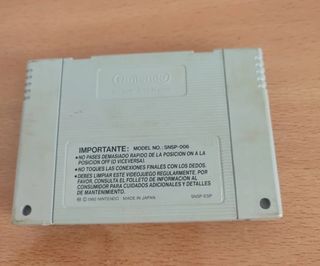 Nintendo
IMPORTANTE: MODEL NO.: SNSP-006
•NO PASES DEMASIADO RAPIDO DE LA POSICION ON A LA
POSICION OFF (O VICEVERSA).
•NO TOQUES LAS CONEXIONES FINALES CON LOS DEDOS.
•DEBES LIMPIAR ESTE VIDEOJUEGO REGULARMENTE, POR
FAVOR, CONSULTA EL FOLLETO DE INFORMACION AL
CONSUMIDOR PARA CUIDADOS ADICIONALES Y DETALLES
DE MANTENIMIENTO.
© 1992 NINTENDO MADE IN JAPAN SNSP-ESP